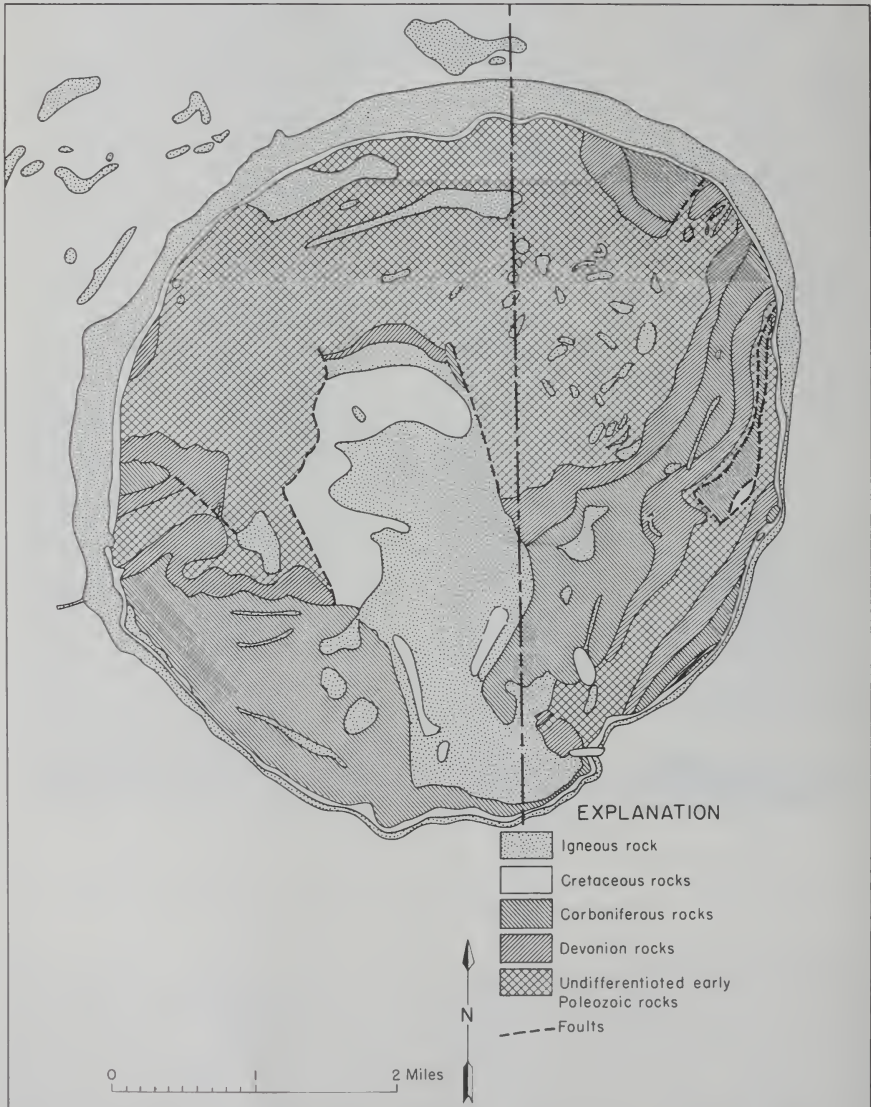 EXPLANATION
Igneous rock
Cretaceous rocks
Corboniferous rocks
Devonion rocks
Undifferentioted early
Poleozoic rocks
Foults
N
0 1 2 Miles